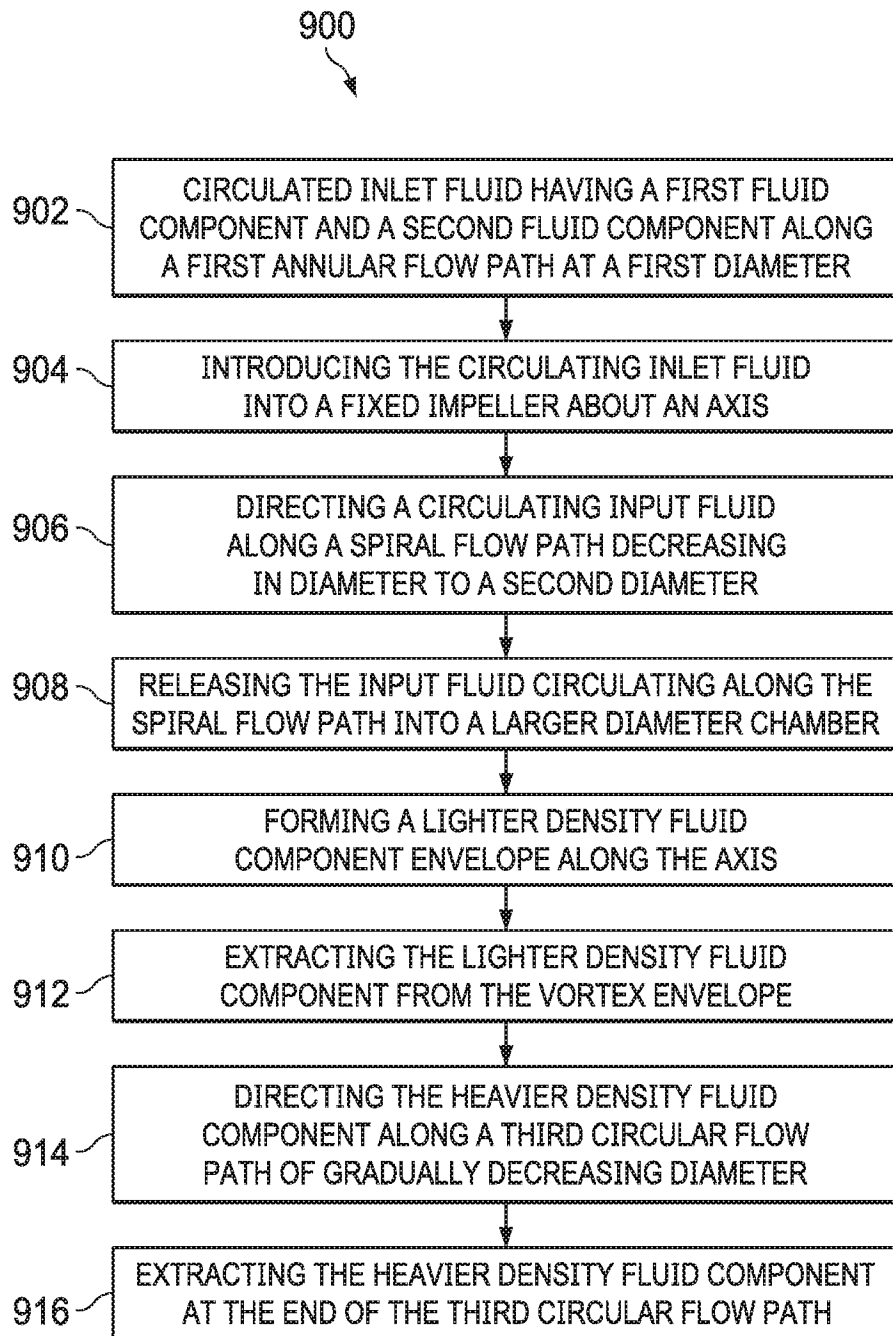 900
902
CIRCULATED INLET FLUID HAVING A FIRST FLUID
COMPONENT AND A SECOND FLUID COMPONENT ALONG
A FIRST ANNULAR FLOW PATH AT A FIRST DIAMETER
904
INTRODUCING THE CIRCULATING INLET FLUID
INTO A FIXED IMPELLER ABOUT AN AXIS
906
DIRECTING A CIRCULATING INPUT FLUID
ALONG A SPIRAL FLOW PATH DECREASING
IN DIAMETER TO A SECOND DIAMETER
908
RELEASING THE INPUT FLUID CIRCULATING ALONG THE
SPIRAL FLOW PATH INTO A LARGER DIAMETER CHAMBER
910
FORMING A LIGHTER DENSITY FLUID
COMPONENT ENVELOPE ALONG THE AXIS
912
EXTRACTING THE LIGHTER DENSITY FLUID
COMPONENT FROM THE VORTEX ENVELOPE
914
DIRECTING THE HEAVIER DENSITY FLUID
COMPONENT ALONG A THIRD CIRCULAR FLOW
PATH OF GRADUALLY DECREASING DIAMETER
916
EXTRACTING THE HEAVIER DENSITY FLUID COMPONENT
AT THE END OF THE THIRD CIRCULAR FLOW PATH